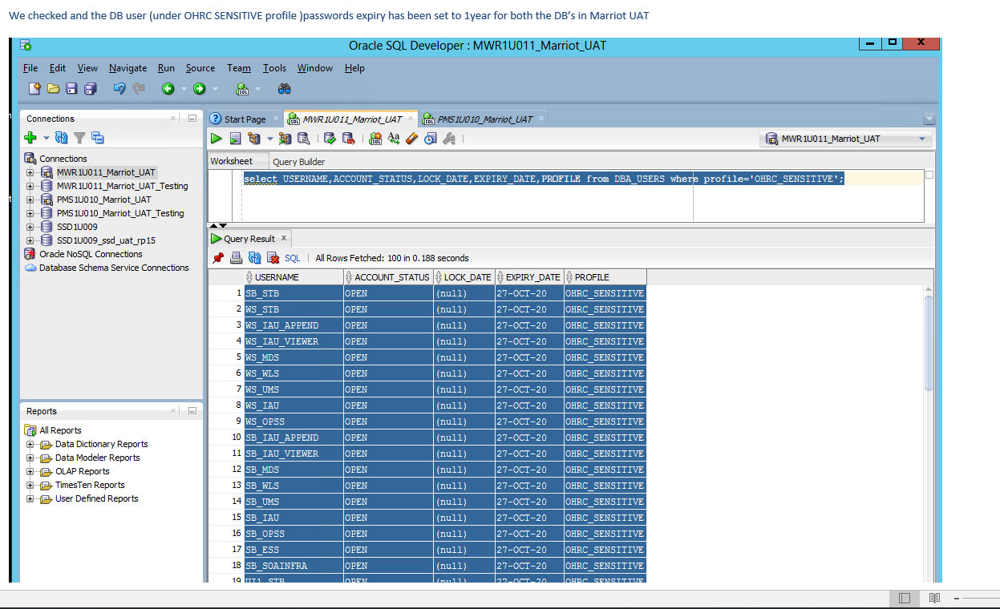 We checked and the DB user (under OHRC SENSITIVE profile )passwords expiry has been set to 1year for both the DB's in Marriot UAT
Oracle SQL Developer : MWR1U011_Marriot_UAT
File Edit View Navigate Run Source Team Tools Window Help
Connections
Connections
MWR1U011_Marriot_UAT
MWR1U011_Marriot_UAT_Testing
PMS1U010_Marriot_UAT
PMS1U010_Marriot_UAT_Testing
SSD1U009
SSD1U009_ssd_uat_rp15
Oracle NoSQL Connections
Database Schema Service Connections
Reports
All Reports
Data Dictionary Reports
Data Modeler Reports
OLAP Reports
TimesTen Reports
User Defined Reports
Start Page MWR1U011_Marriot_UAT PMS1U010_Marriot_UAT
MWR1U011_Marriot_UAT
Worksheet Query Builder
select USERNAME,ACCOUNT_STATUS,LOCK_DATE,EXPIRY_DATE,PROFILE from DBA_USERS where profile='OHRC_SENSITIVE';
Query Result
SQL | All Rows Fetched: 100 in 0.188 seconds
USERNAME ACCOUNT_STATUS LOCK_DATE EXPIRY_DATE PROFILE
1 SB_STB OPEN (null) 27-OCT-20 OHRC_SENSITIVE
2 WS_STB OPEN (null) 27-OCT-20 OHRC_SENSITIVE
3 WS_IAU_APPEND OPEN (null) 27-OCT-20 OHRC_SENSITIVE
4 WS_IAU_VIEWER OPEN (null) 27-OCT-20 OHRC_SENSITIVE
5 WS_MDS OPEN (null) 27-OCT-20 OHRC_SENSITIVE
6 WS_WLS OPEN (null) 27-OCT-20 OHRC_SENSITIVE
7 WS_UMS OPEN (null) 27-OCT-20 OHRC_SENSITIVE
8 WS_IAU OPEN (null) 27-OCT-20 OHRC_SENSITIVE
9 WS_OPSS OPEN (null) 27-OCT-20 OHRC_SENSITIVE
10 SB_IAU_APPEND OPEN (null) 27-OCT-20 OHRC_SENSITIVE
11 SB_IAU_VIEWER OPEN (null) 27-OCT-20 OHRC_SENSITIVE
12 SB_MDS OPEN (null) 27-OCT-20 OHRC_SENSITIVE
13 SB_WLS OPEN (null) 27-OCT-20 OHRC_SENSITIVE
14 SB_UMS OPEN (null) 27-OCT-20 OHRC_SENSITIVE
15 SB_IAU OPEN (null) 27-OCT-20 OHRC_SENSITIVE
16 SB_OPSS OPEN (null) 27-OCT-20 OHRC_SENSITIVE
17 SB_ESS OPEN (null) 27-OCT-20 OHRC_SENSITIVE
18 SB_SOAINFRA OPEN (null) 27-OCT-20 OHRC_SENSITIVE
19 OPEN (null) 27-OCT-20 OHRC_SENSITIVE